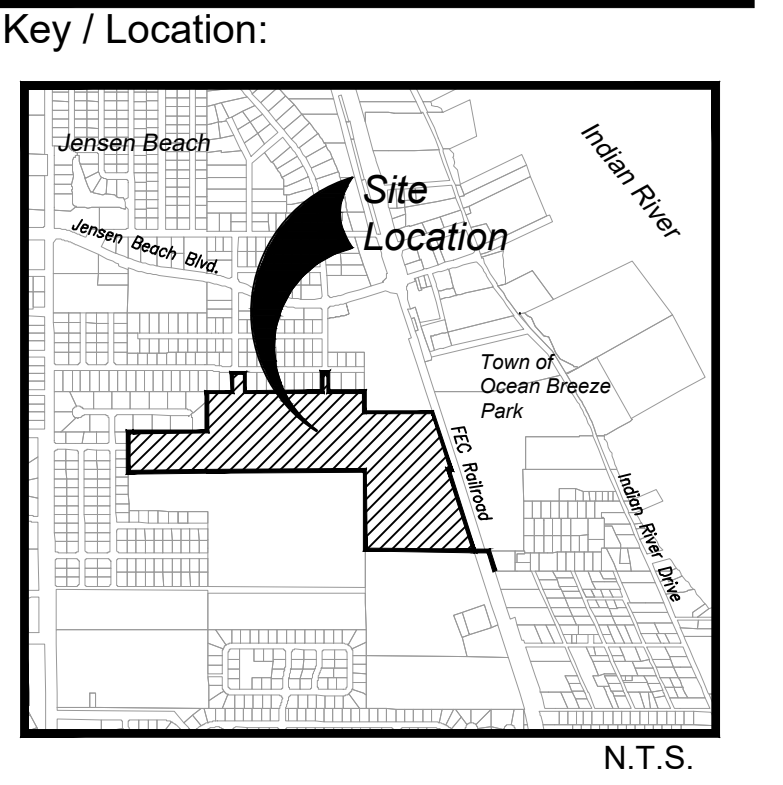 Key / Location:
Jensen Beach
Indian River
Site
Location
Jensen Beach Blvd.
Town of
Ocean Breeze
Park
FEC Railroad
Indian River Drive
N.T.S.